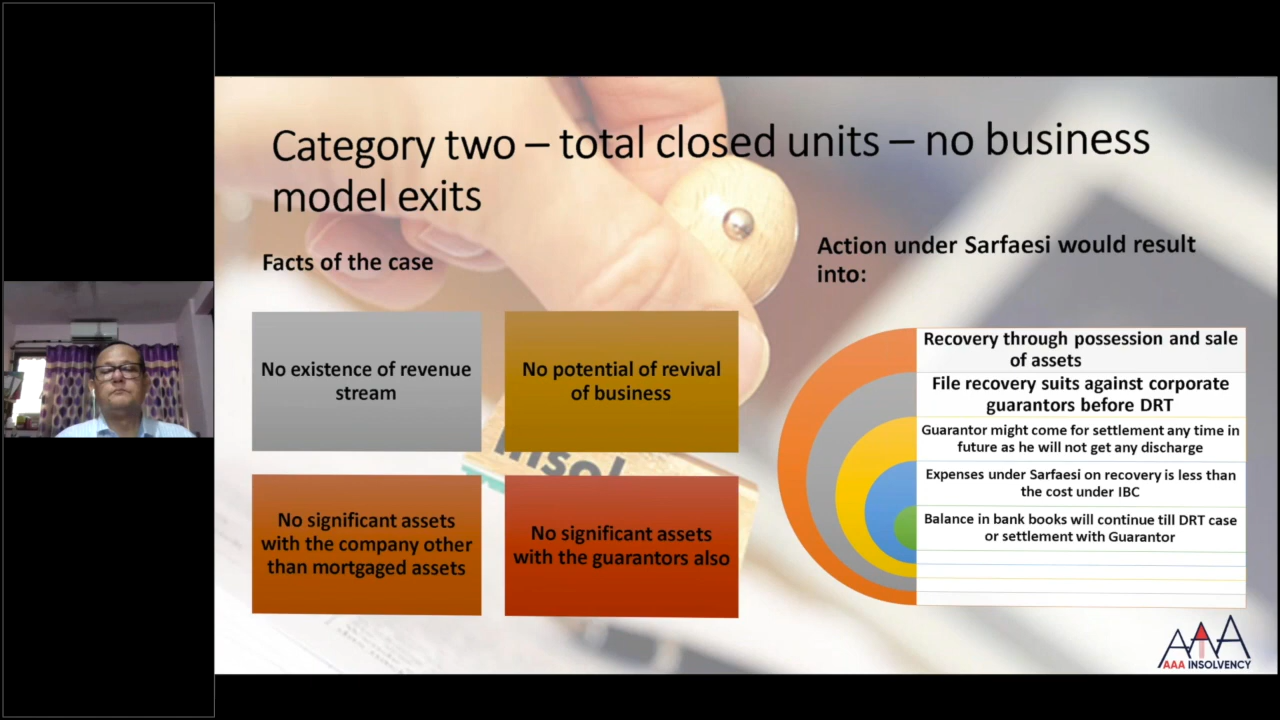 Category two – total closed units – no business
model exits
Facts of the case
No existence of revenue
stream
No potential of revival
of business
No significant assets
with the company other
than mortgaged assets
No significant assets
with the guarantors also
Action under Sarfaesi would result
into:
Recovery through possession and sale
of assets
File recovery suits against corporate
guarantors before DRT
Guarantor might come for settlement any time in
future as he will not get any discharge
Expenses under Sarfaesi on recovery is less than
the cost under IBC
Balance in bank books will continue till DRT case
or settlement with Guarantor
AAA
AAA INSOLVENCY